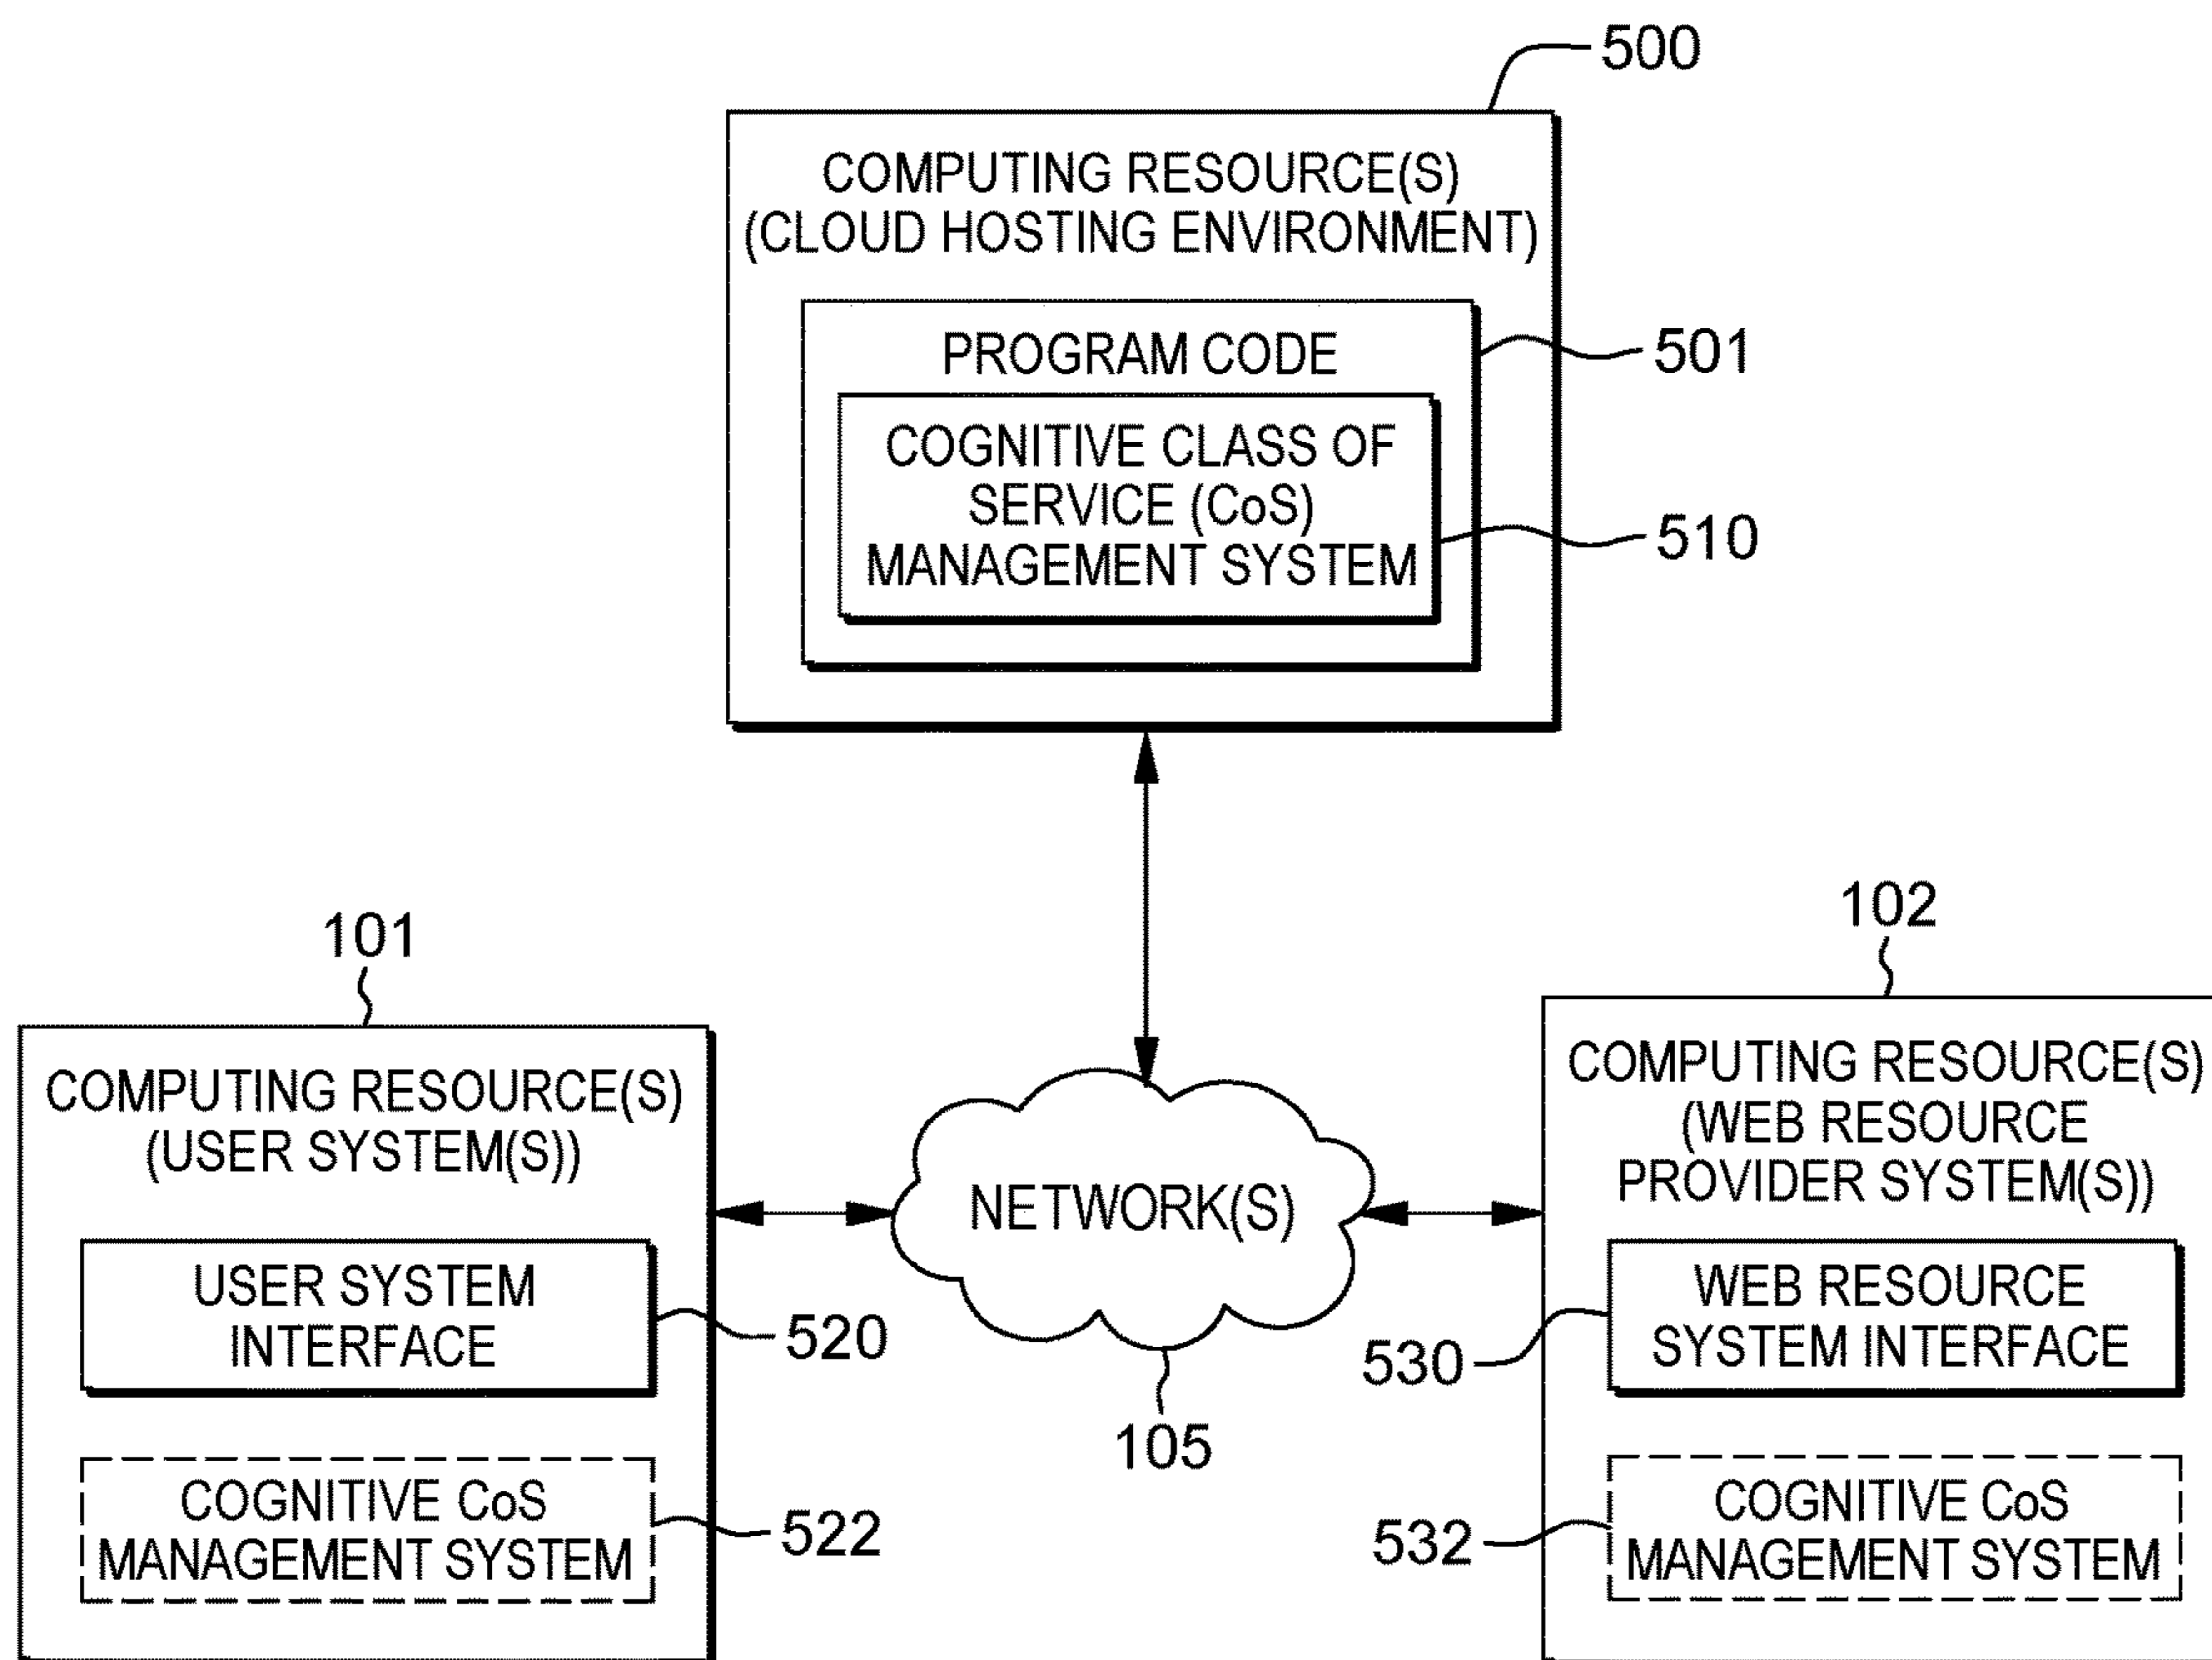 500
COMPUTING RESOURCE(S)
(CLOUD HOSTING ENVIRONMENT)
PROGRAM CODE
501
COGNITIVE CLASS OF
SERVICE (CoS)
MANAGEMENT SYSTEM
510
101
COMPUTING RESOURCE(S)
(USER SYSTEM(S))
USER SYSTEM
INTERFACE
520
COGNITIVE CoS
MANAGEMENT SYSTEM
522
NETWORK(S)
105
102
COMPUTING RESOURCE(S)
(WEB RESOURCE
PROVIDER SYSTEM(S))
WEB RESOURCE
SYSTEM INTERFACE
530
COGNITIVE CoS
MANAGEMENT SYSTEM
532